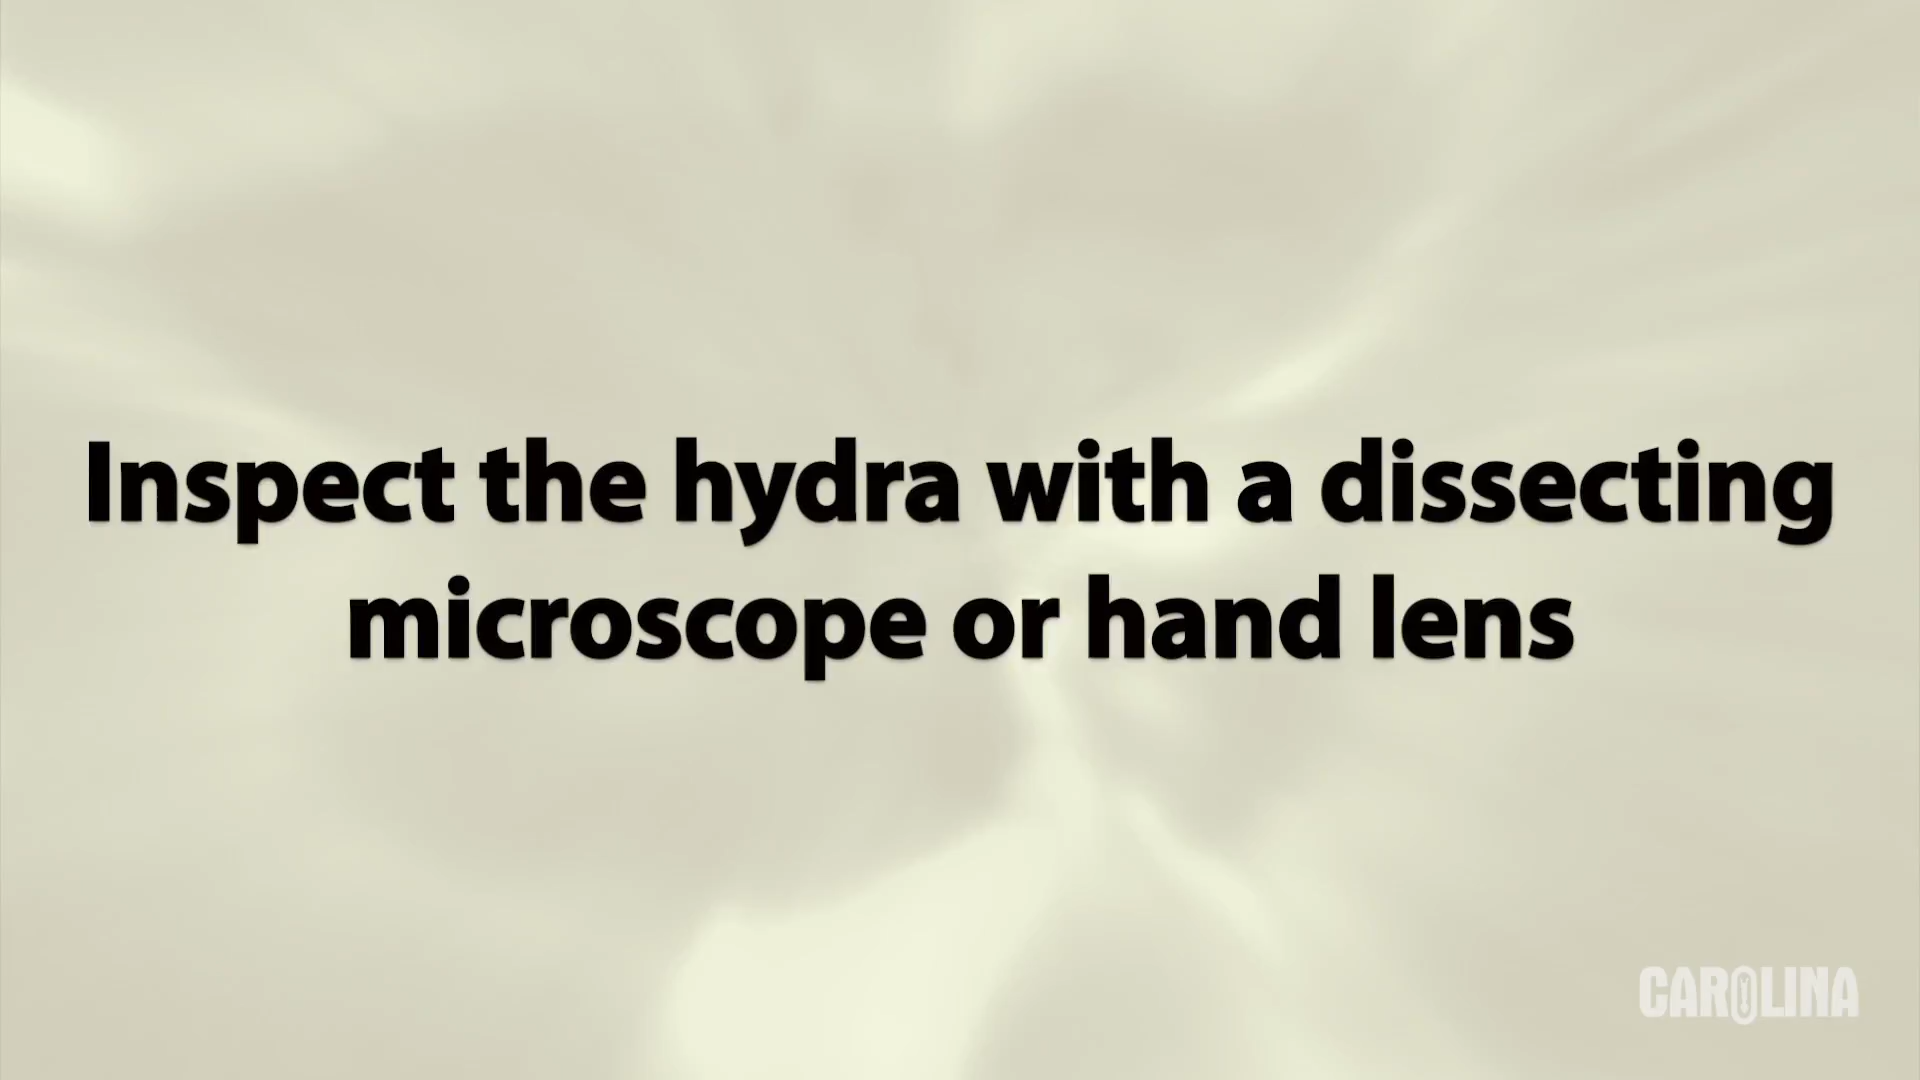 Inspect the hydra with a dissecting
microscope or hand lens
CAROLINA